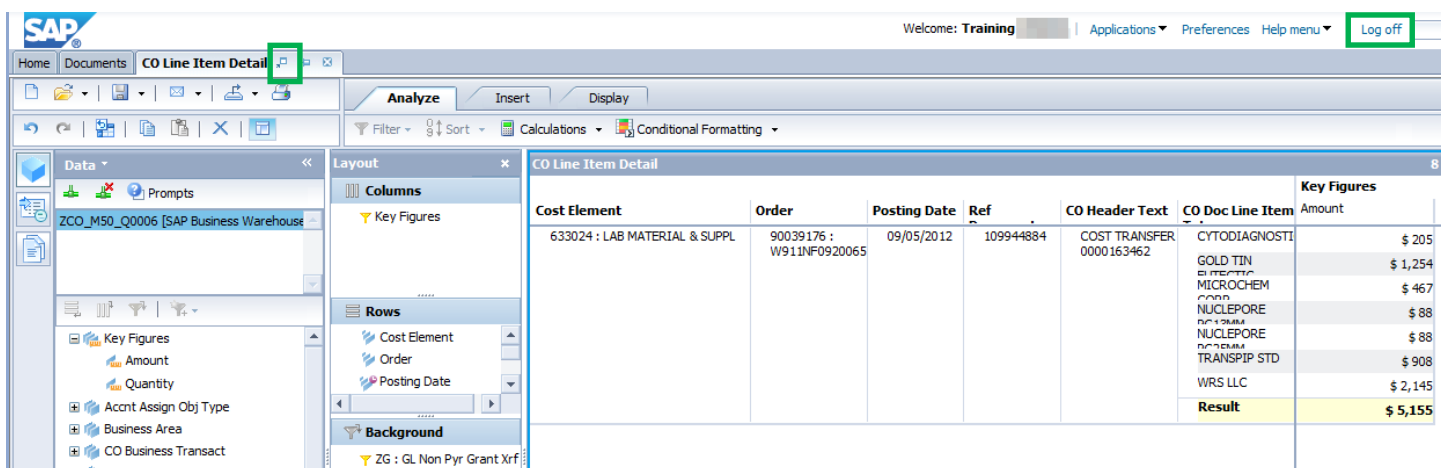 SAP
Welcome: Training
Applications
Preferences
Help menu
Log off
Home
Documents
CO Line Item Detail
Analyze
Insert
Display
Filter
Sort
Calculations
Conditional Formatting
Data
Prompts
ZCO_M50_Q0006 [SAP Business Warehouse
Key Figures
Amount
Quantity
Accnt Assign Obj Type
Business Area
CO Business Transact
Layout
Columns
Key Figures
Rows
Cost Element
Order
Posting Date
Background
ZG : GL Non Pyr Grant Xrf
CO Line Item Detail
8
Key Figures
Cost Element Order Posting Date Ref CO Header Text CO Doc Line Item Amount
633024 : LAB MATERIAL & SUPPL 90039176 : 09/05/2012 109944884 COST TRANSFER CYTODIAGNOSTI $ 205
W911NF0920065 0000163462
GOLD TIN $ 1,254
EUTECTIC
MICROCHEM $ 467
CORP
NUCLEPORE $ 88
PC13MM
NUCLEPORE $ 88
PC25MM
TRANSPIP STD $ 908
WRS LLC $ 2,145
Result $ 5,155